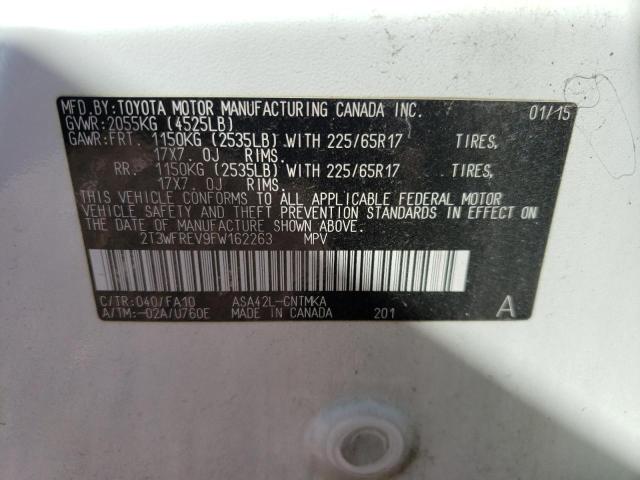 MFD. BY: TOYOTA MOTOR MANUFACTURING CANADA INC. 01/15
GVWR: 2055KG (4525LB)
GAWR: FRT. 1150KG (2535LB) WITH 225/65R17 TIRES,
17X7. 0J RIMS.
RR. 1150KG (2535LB) WITH 225/65R17 TIRES,
17X7. 0J RIMS.
THIS VEHICLE CONFORMS TO ALL APPLICABLE FEDERAL MOTOR
VEHICLE SAFETY AND THEFT PREVENTION STANDARDS IN EFFECT ON
THE DATE OF MANUFACTURE SHOWN ABOVE.
2T3WFREV9FW162263 MPV
C/TR: 040/FA10 ASA42L-CNTMKA A
A/TM: -02A/U760E MADE IN CANADA 201